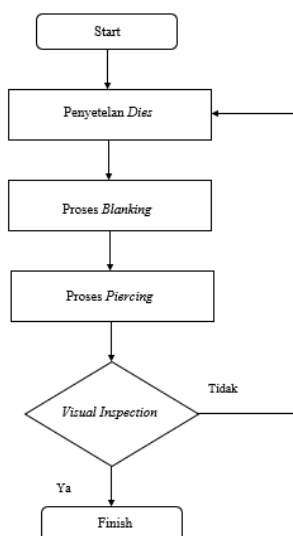 Start
Penyetelan Dies
Proses Blanking
Proses Piercing
Visual Inspection
Tidak
Ya
Finish